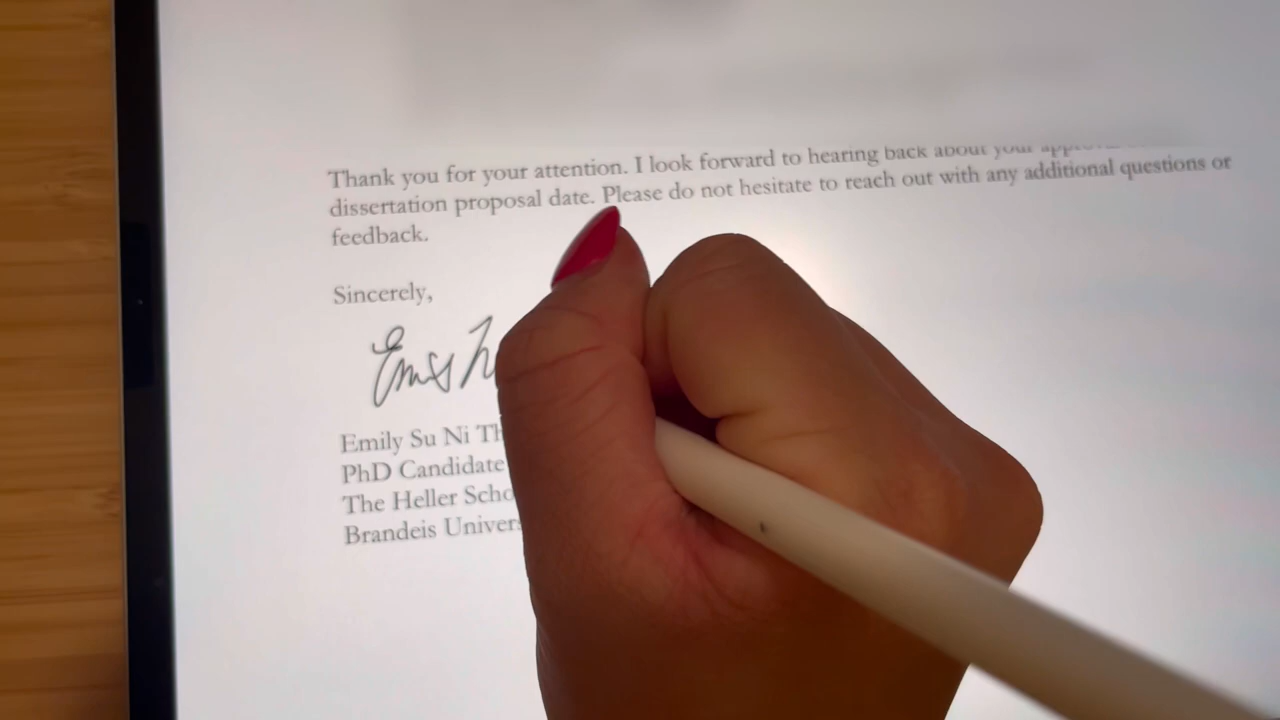 Thank you for your attention. I look forward to hearing back about your
dissertation proposal date. Please do not hesitate to reach out with any additional questions or
feedback.
Sincerely,
Emily Su Ni
PhD Candidate
The Heller
Brandeis